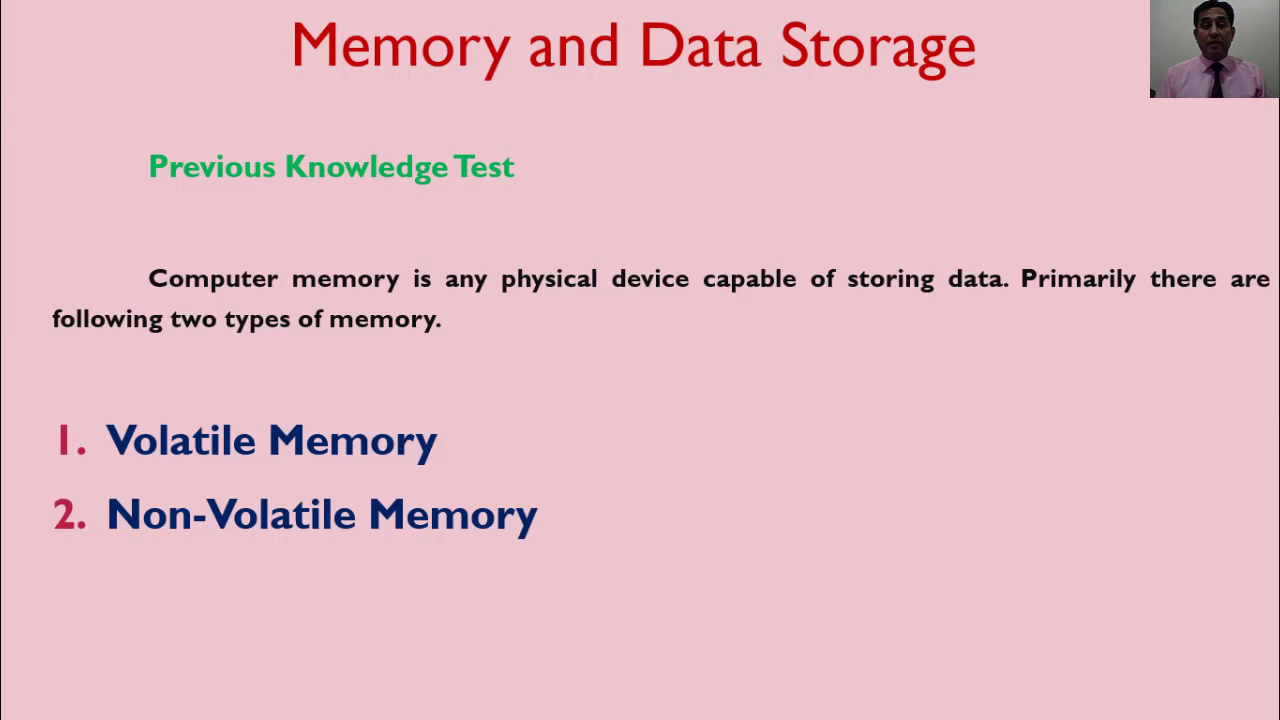 Memory and Data Storage
Previous Knowledge Test
Computer memory is any physical device capable of storing data. Primarily there are
following two types of memory.
1. Volatile Memory
2. Non-Volatile Memory